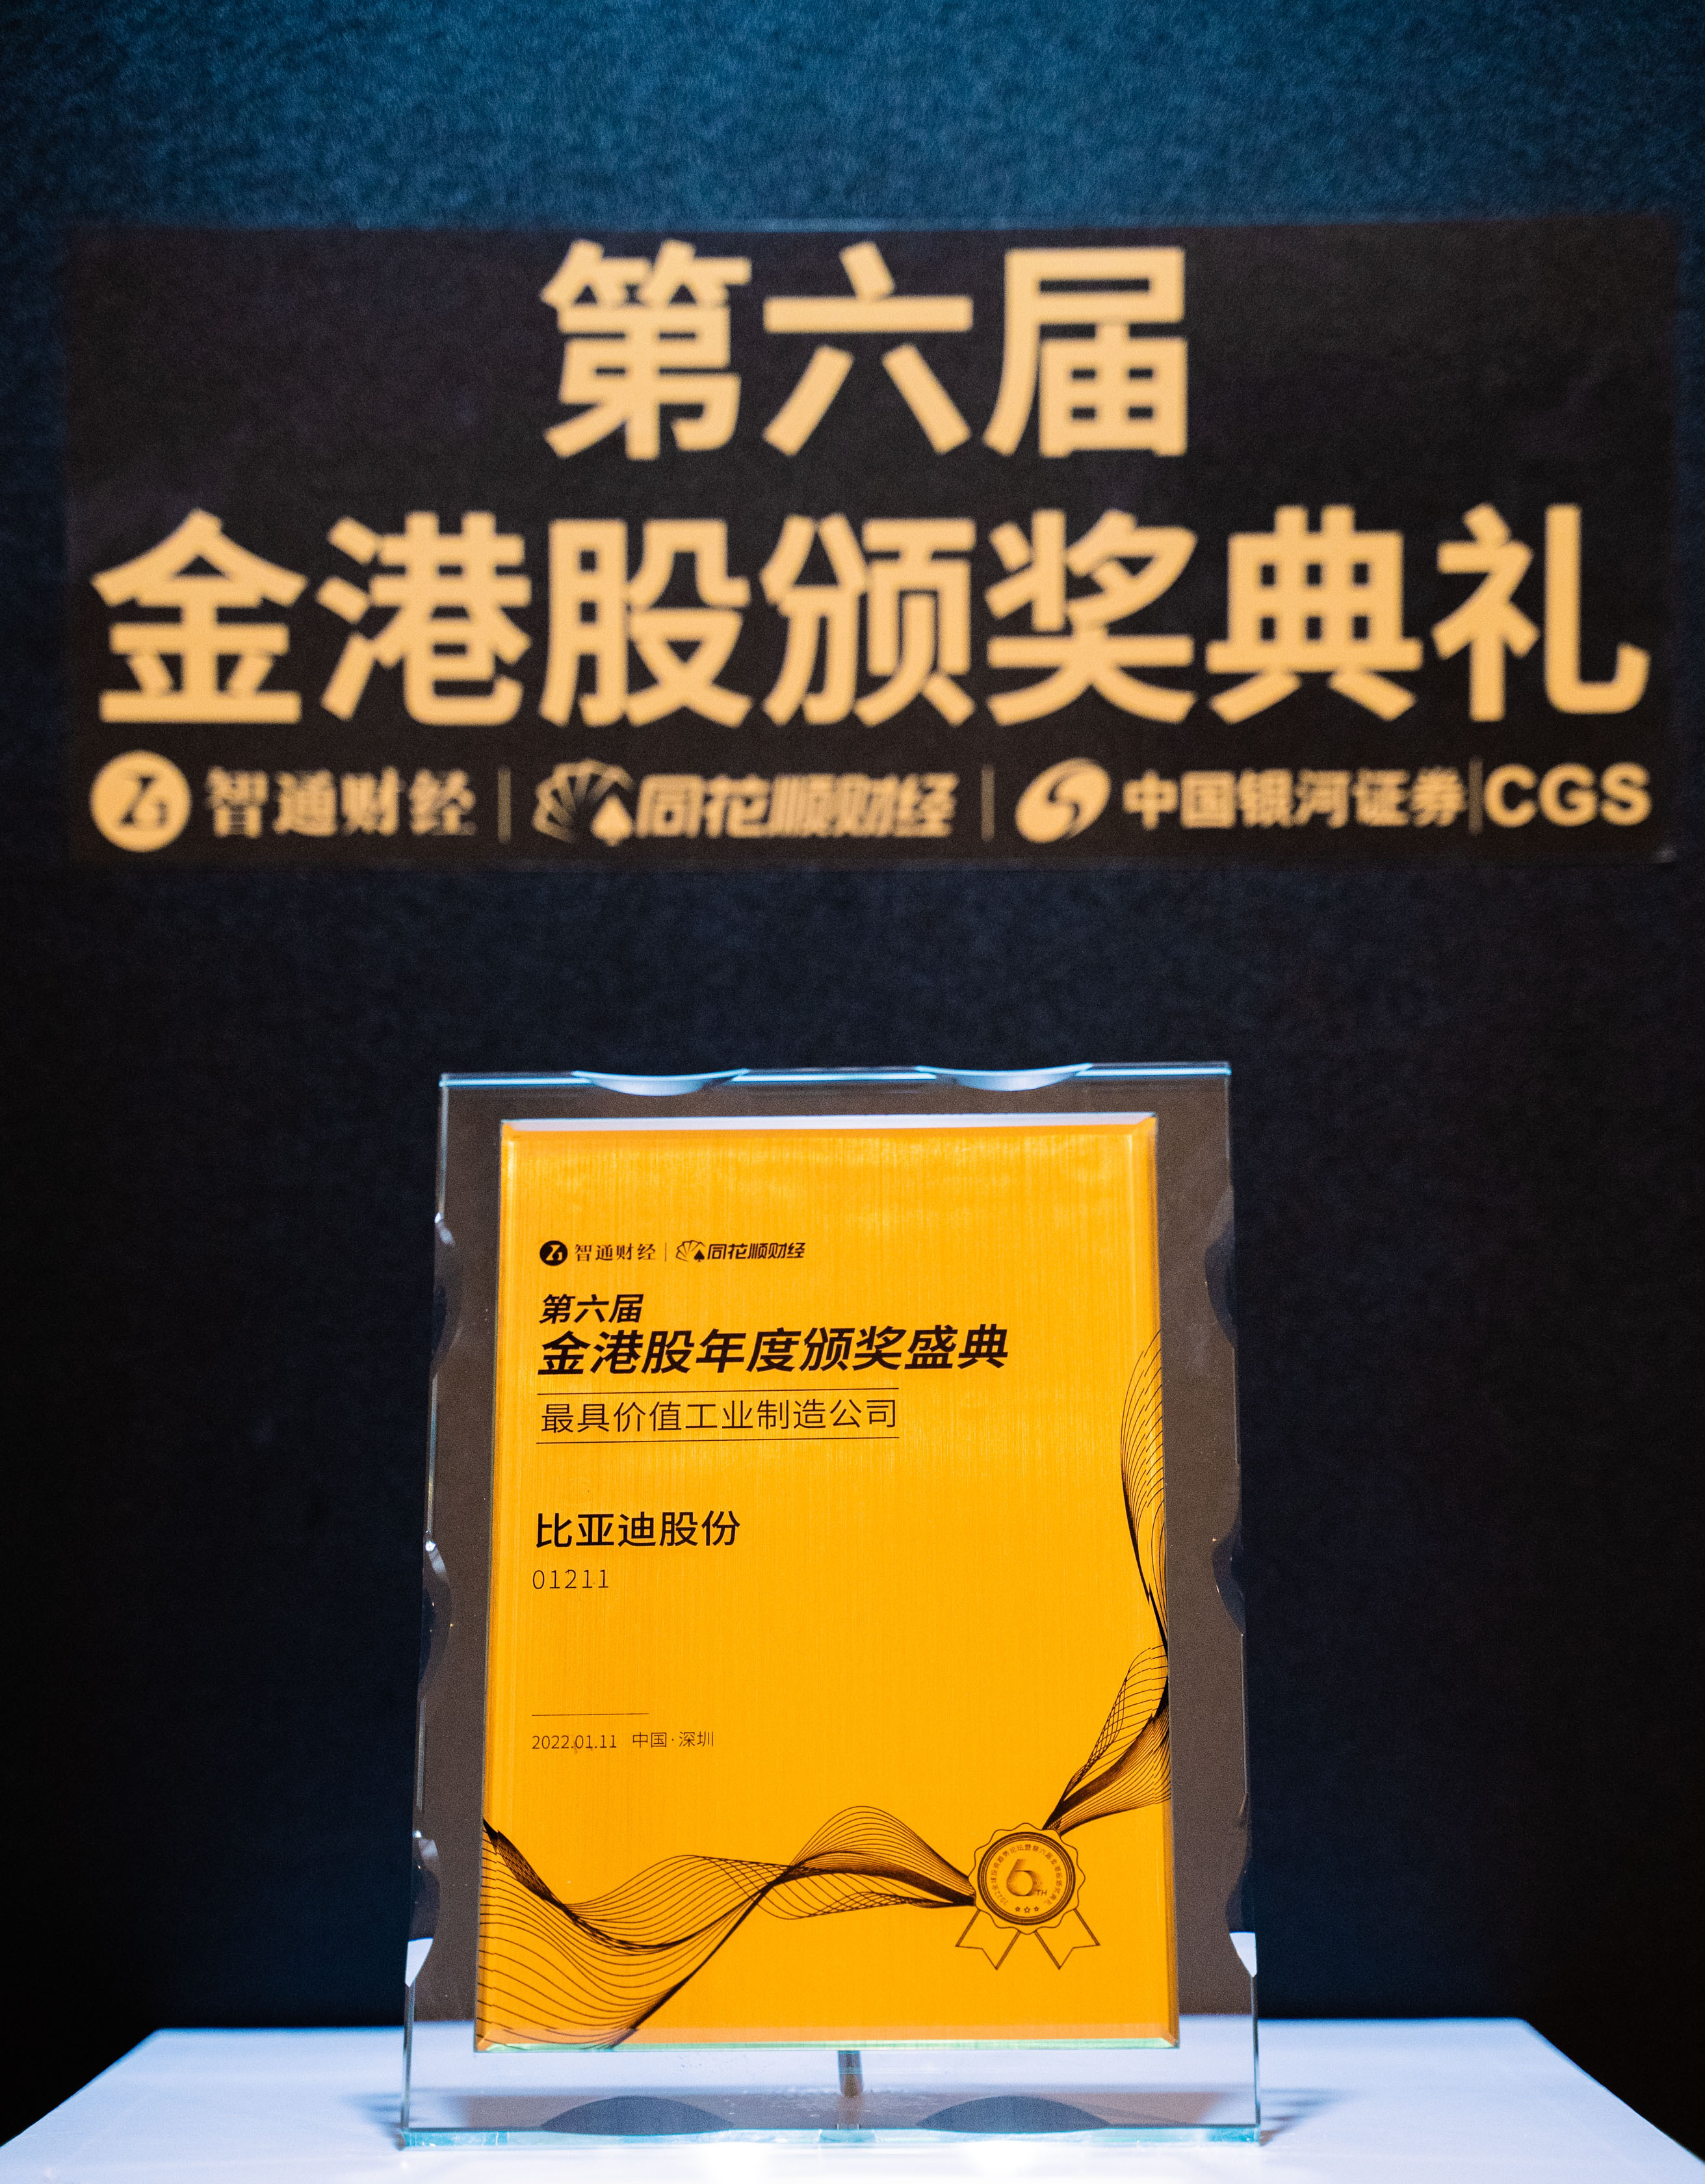 第六届
金港股颁奖典礼
智通财经 | 同花顺财经 | 中国银河证券|CGS
智通财经 | 同花顺财经
第六届
金港股年度颁奖盛典
最具价值工业制造公司
比亚迪股份
01211
2022.01.11 中国·深圳
6TH